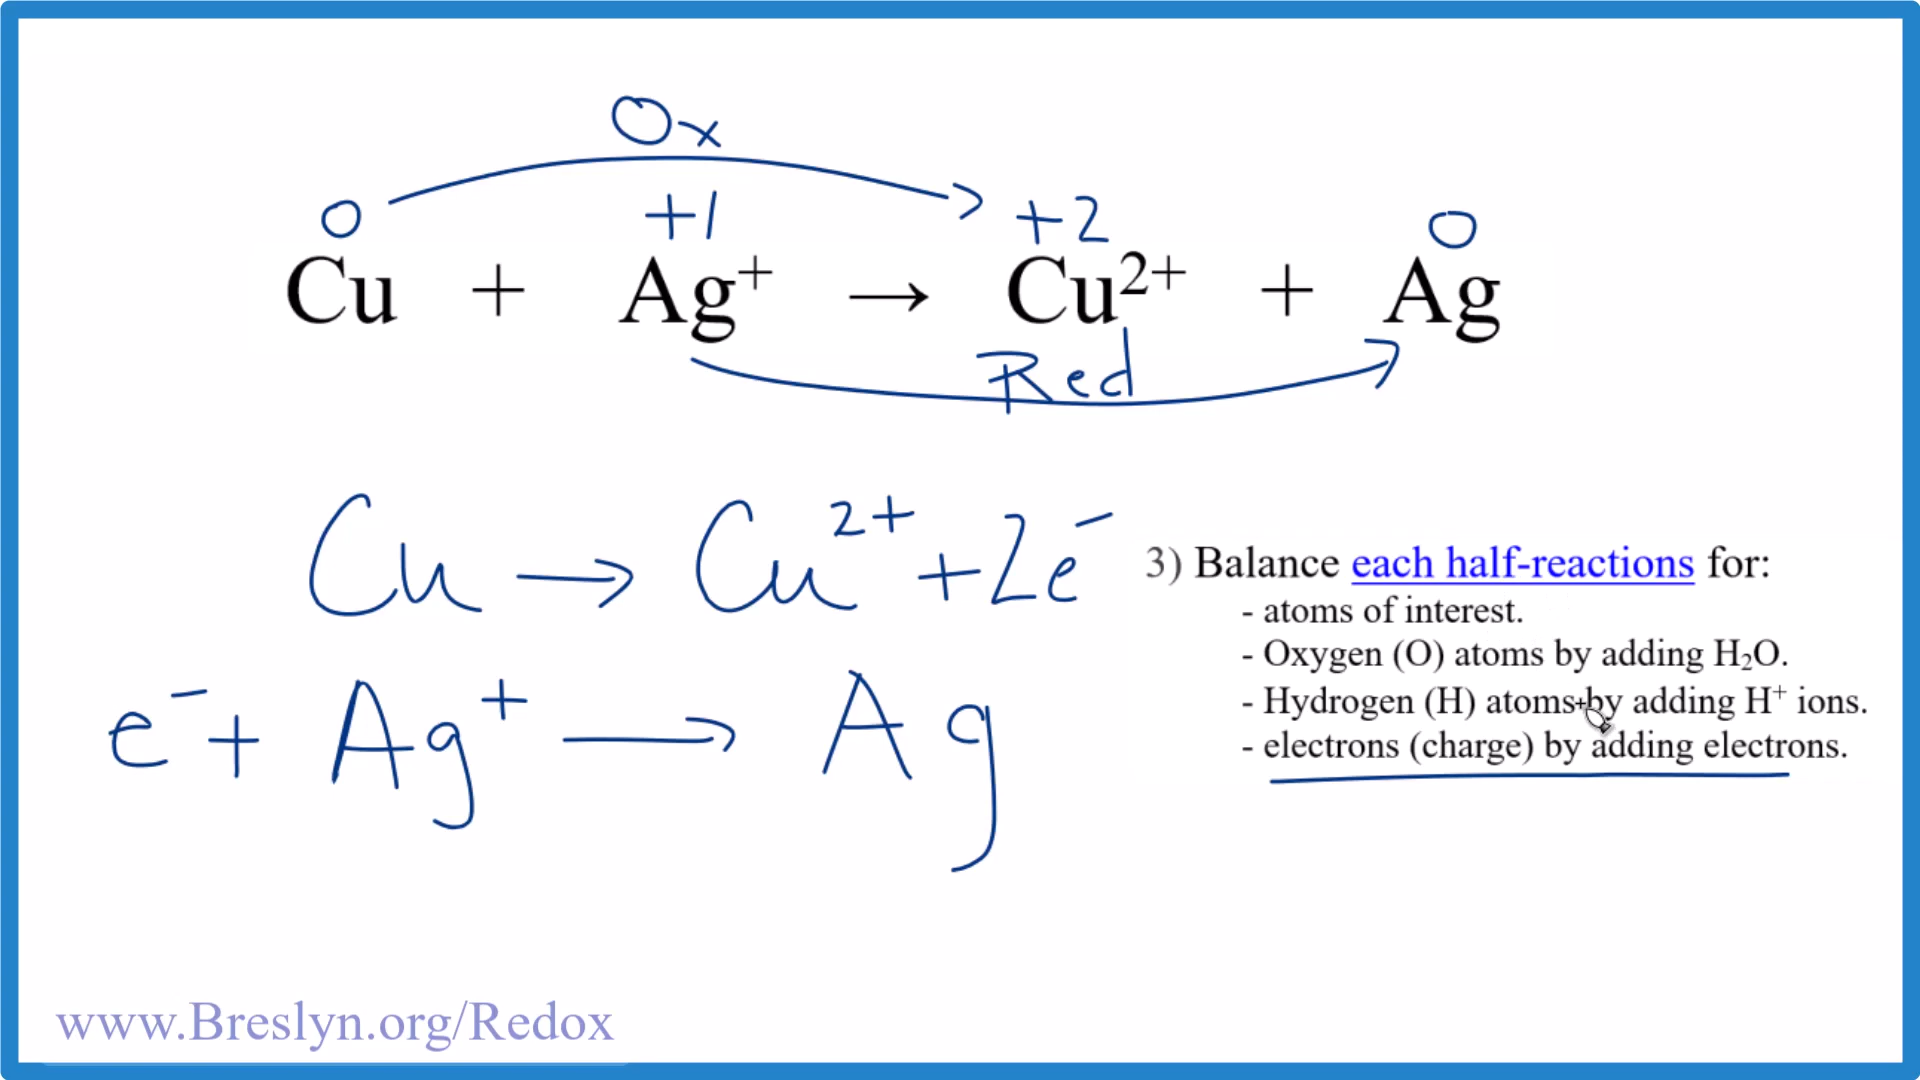 Ox
0 +1 +2 0
Cu + Ag⁺ → Cu²⁺ + Ag
Red
Cu → Cu²⁺ + 2e⁻
e⁻ + Ag⁺ → Ag
3) Balance each half-reactions for:
- atoms of interest.
- Oxygen (O) atoms by adding H₂O.
- Hydrogen (H) atoms by adding H⁺ ions.
- electrons (charge) by adding electrons.
www.Breslyn.org/Redox